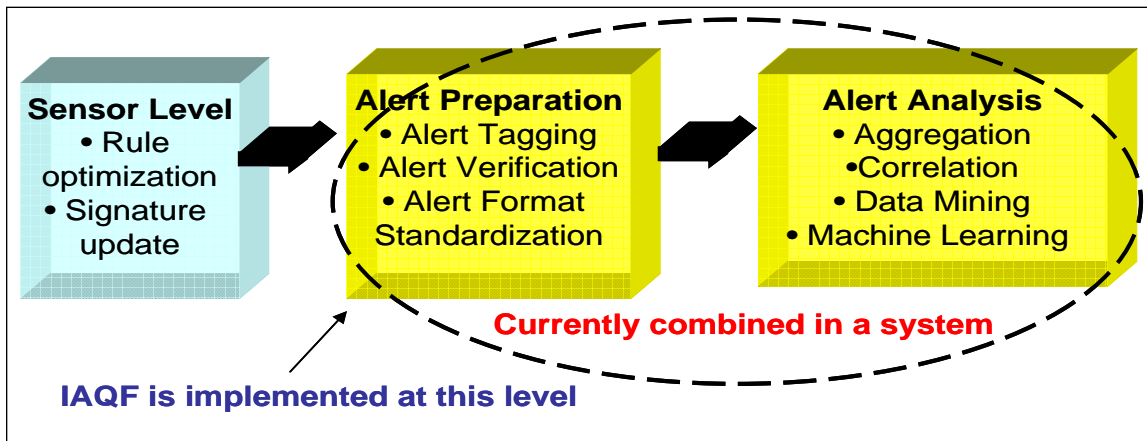 Sensor Level
• Rule
optimization
• Signature
update
Alert Preparation
• Alert Tagging
• Alert Verification
• Alert Format
Standardization
Alert Analysis
• Aggregation
•Correlation
• Data Mining
• Machine Learning
Currently combined in a system
IAQF is implemented at this level